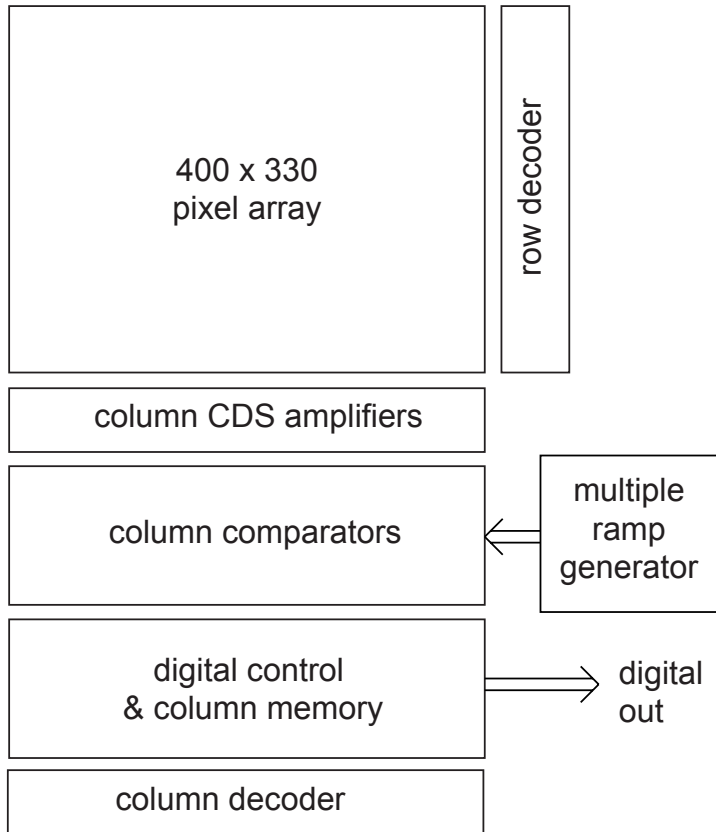 400 x 330
pixel array
row decoder
column CDS amplifiers
column comparators
multiple
ramp
generator
digital control
& column memory
digital
out
column decoder